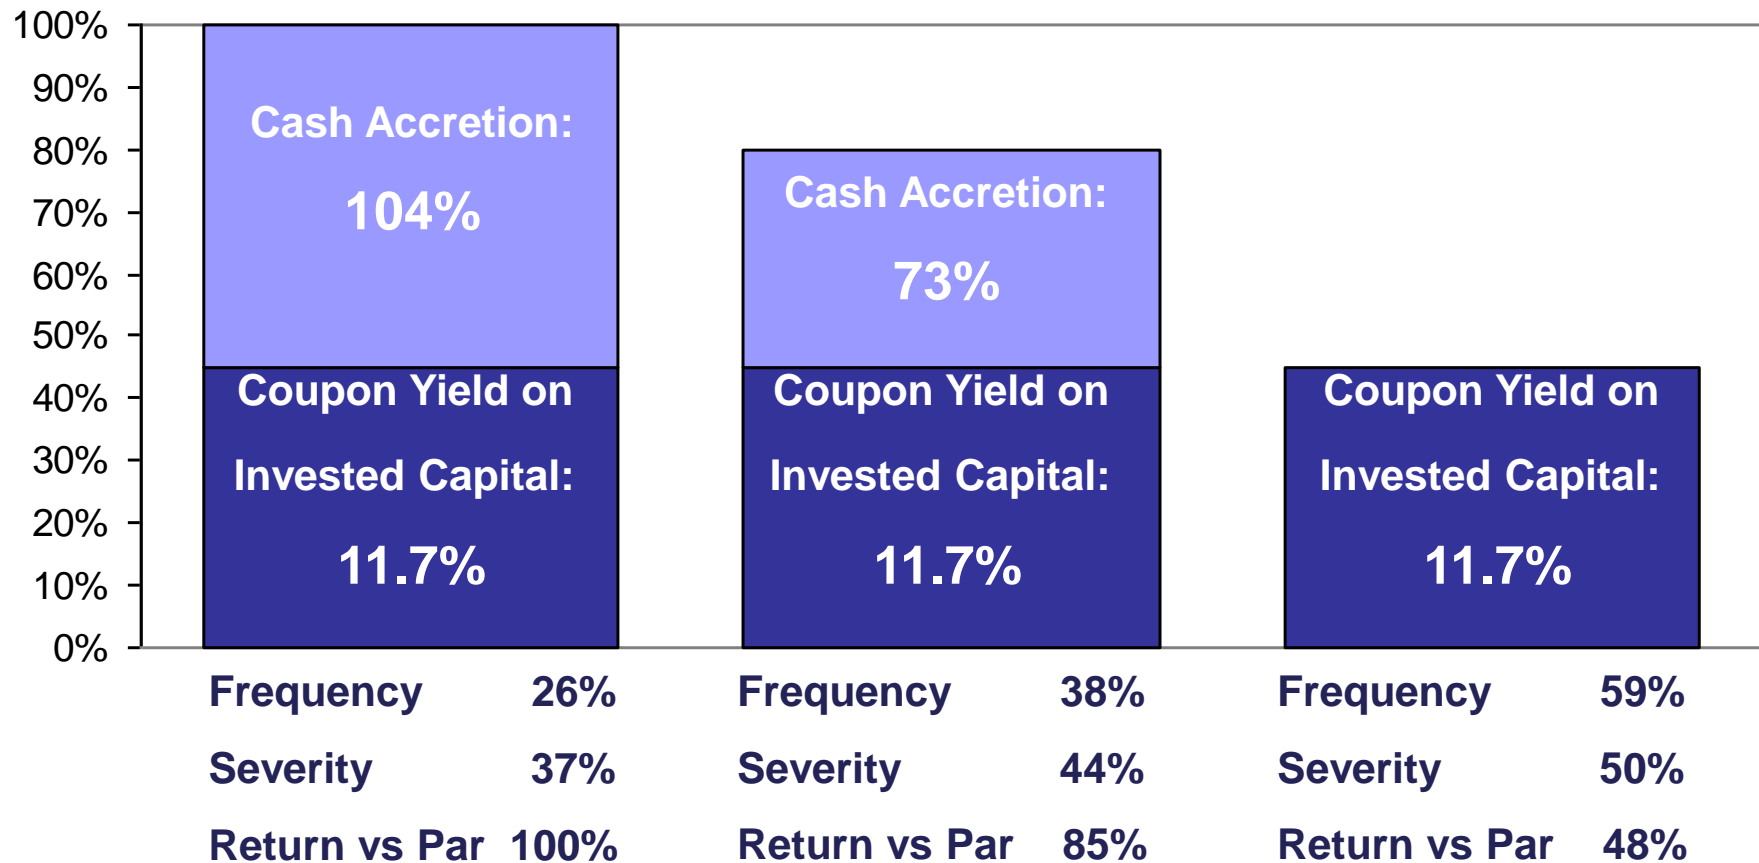 100%
90%
80%
70%
60%
50%
40%
30%
20%
10%
0%
Cash Accretion:
104%
Coupon Yield on
Invested Capital:
11.7%
Cash Accretion:
73%
Coupon Yield on
Invested Capital:
11.7%
Coupon Yield on
Invested Capital:
11.7%
Frequency 26%
Severity 37%
Return vs Par 100%
Frequency 38%
Severity 44%
Return vs Par 85%
Frequency 59%
Severity 50%
Return vs Par 48%